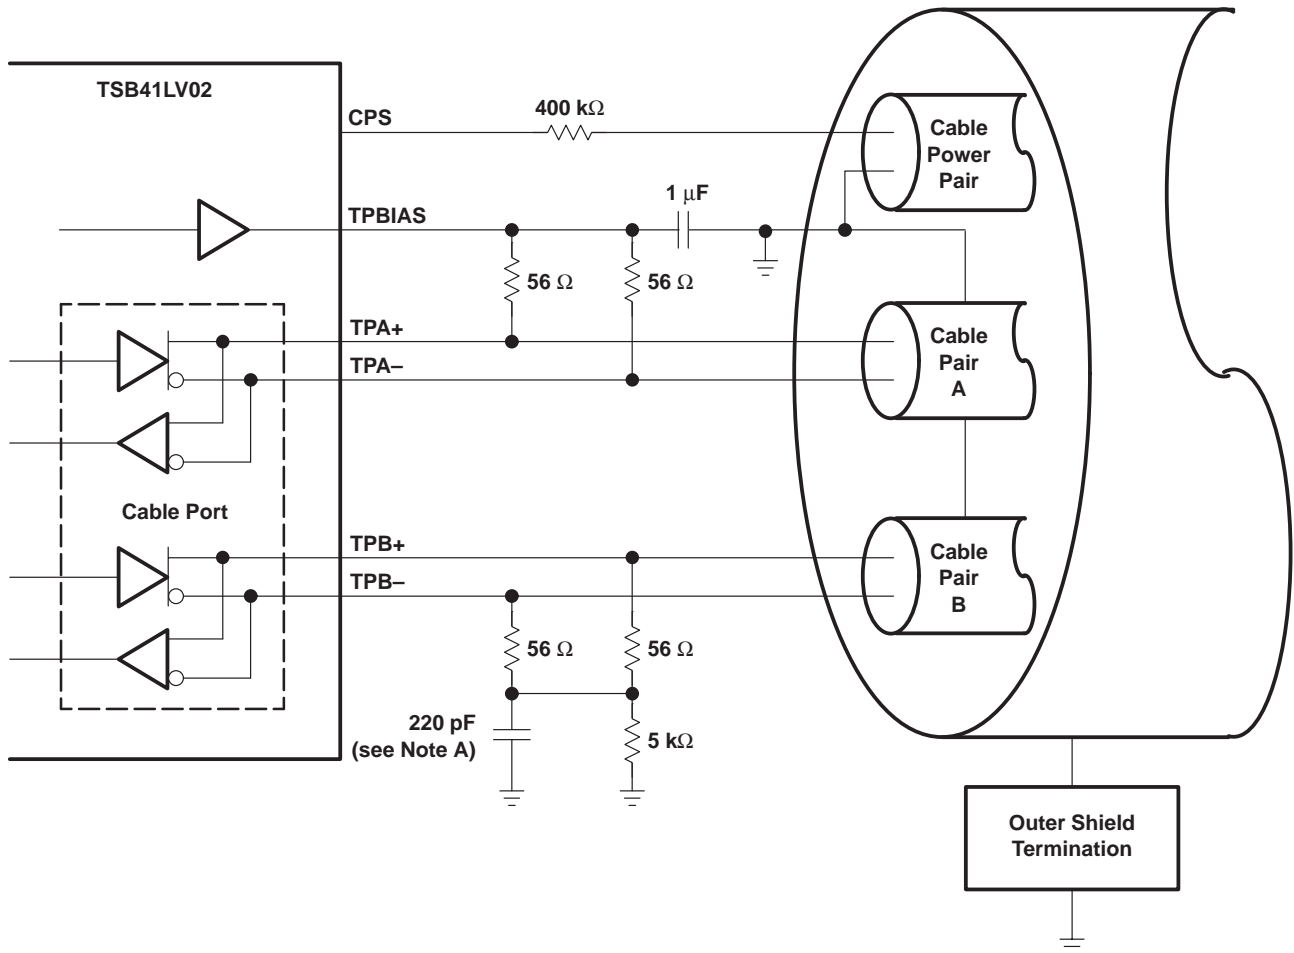 TSB41LV02
CPS
400 kΩ
Cable
Power
Pair
TPBIAS
1 μF
56 Ω
56 Ω
TPA+
TPA–
Cable
Pair
A
Cable Port
TPB+
TPB–
Cable
Pair
B
56 Ω
56 Ω
220 pF
(see Note A)
5 kΩ
Outer Shield
Termination